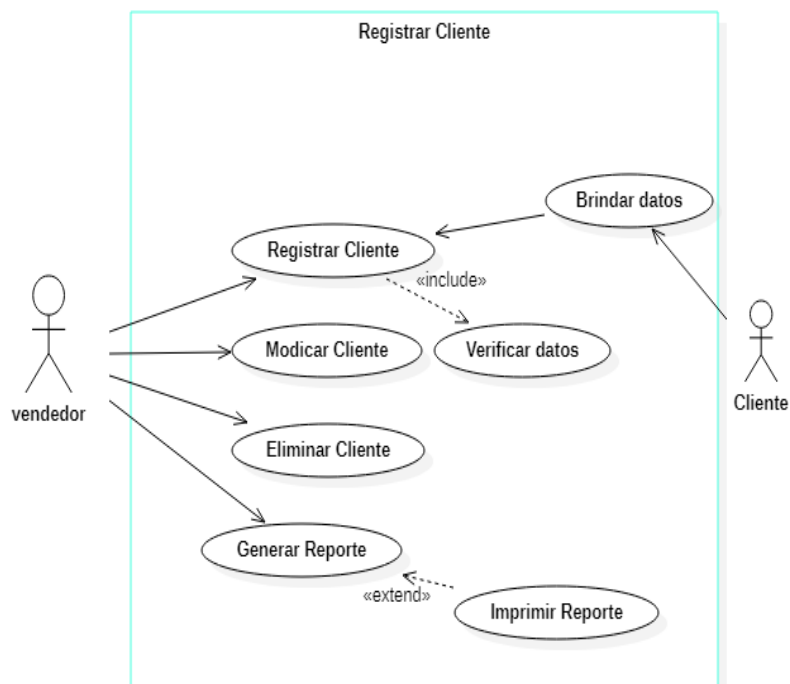 Registrar Cliente
Brindar datos
Registrar Cliente
«include»
Modicar Cliente
Verificar datos
vendedor
Cliente
Eliminar Cliente
Generar Reporte
«extend»
Imprimir Reporte